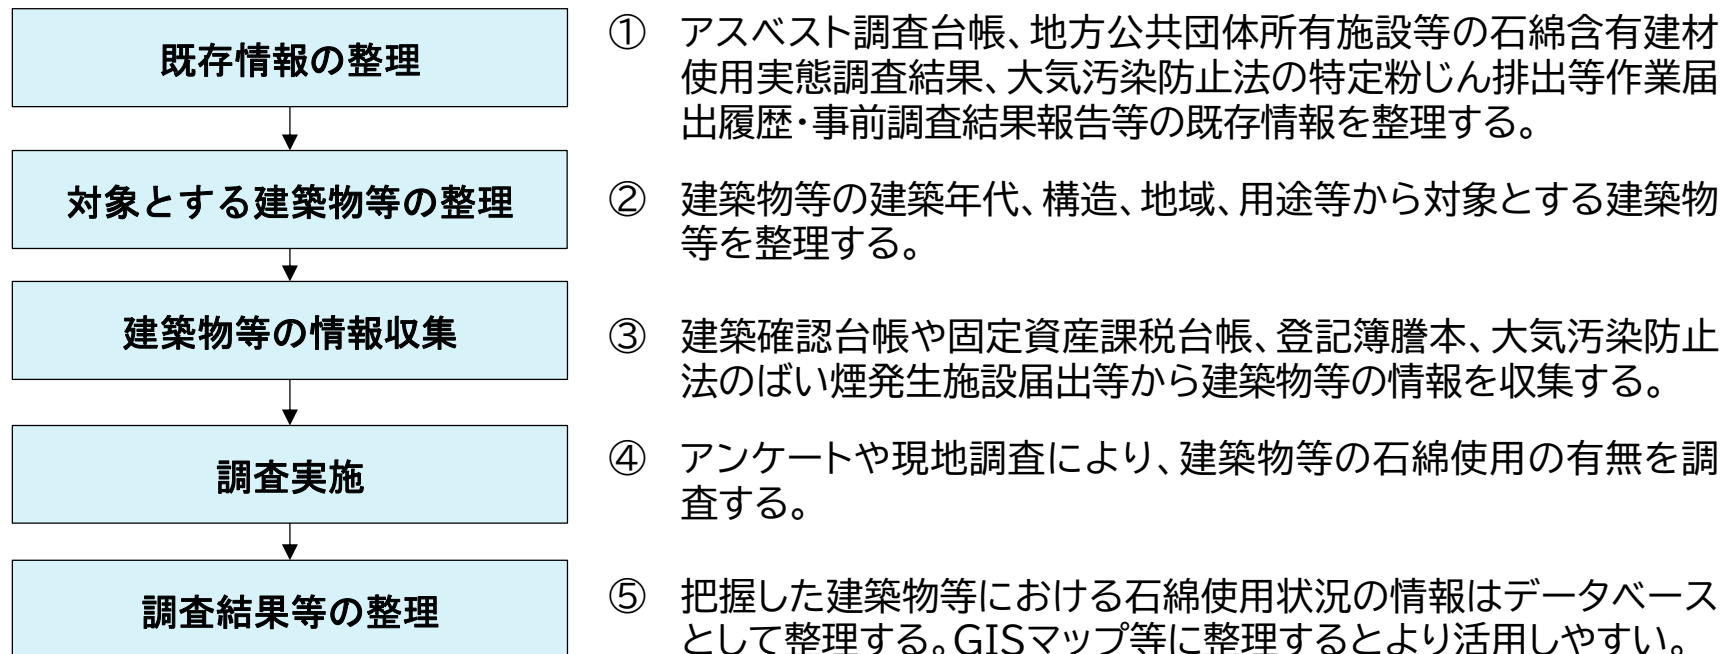 既存情報の整理
① アスベスト調査台帳、地方公共団体所有施設等の石綿含有建材
使用実態調査結果、大気汚染防止法の特定粉じん排出等作業届
出履歴・事前調査結果報告等の既存情報を整理する。
対象とする建築物等の整理
② 建築物等の建築年代、構造、地域、用途等から対象とする建築物
等を整理する。
建築物等の情報収集
③ 建築確認台帳や固定資産課税台帳、登記簿謄本、大気汚染防止
法のばい煙発生施設届出等から建築物等の情報を収集する。
調査実施
④ アンケートや現地調査により、建築物等の石綿使用の有無を調
査する。
調査結果等の整理
⑤ 把握した建築物等における石綿使用状況の情報はデータベース
として整理する。GISマップ等に整理するとより活用しやすい。